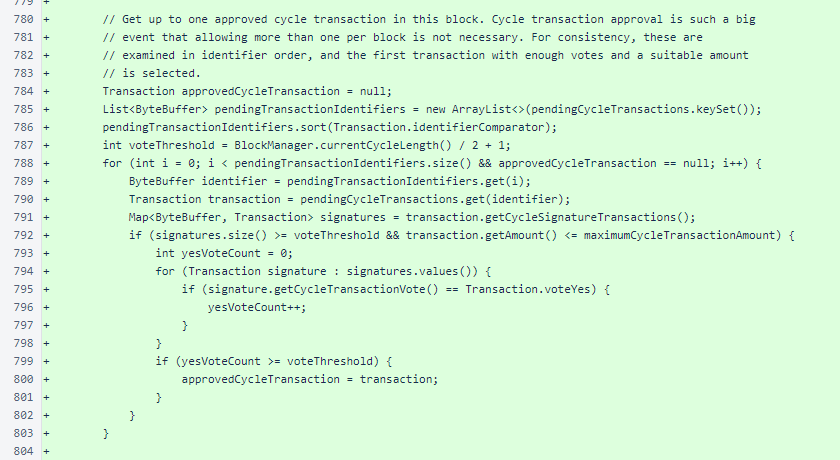 779 +
780 + // Get up to one approved cycle transaction in this block. Cycle transaction approval is such a big
781 + // event that allowing more than one per block is not necessary. For consistency, these are
782 + // examined in identifier order, and the first transaction with enough votes and a suitable amount
783 + // is selected.
784 + Transaction approvedCycleTransaction = null;
785 + List<ByteBuffer> pendingTransactionIdentifiers = new ArrayList<>(pendingCycleTransactions.keySet());
786 + pendingTransactionIdentifiers.sort(Transaction.identifierComparator);
787 + int voteThreshold = BlockManager.currentCycleLength() / 2 + 1;
788 + for (int i = 0; i < pendingTransactionIdentifiers.size() && approvedCycleTransaction == null; i++) {
789 + ByteBuffer identifier = pendingTransactionIdentifiers.get(i);
790 + Transaction transaction = pendingCycleTransactions.get(identifier);
791 + Map<ByteBuffer, Transaction> signatures = transaction.getCycleSignatureTransactions();
792 + if (signatures.size() >= voteThreshold && transaction.getAmount() <= maximumCycleTransactionAmount) {
793 + int yesVoteCount = 0;
794 + for (Transaction signature : signatures.values()) {
795 + if (signature.getCycleTransactionVote() == Transaction.voteYes) {
796 + yesVoteCount++;
797 + }
798 + }
799 + if (yesVoteCount >= voteThreshold) {
800 + approvedCycleTransaction = transaction;
801 + }
802 + }
803 + }
804 +